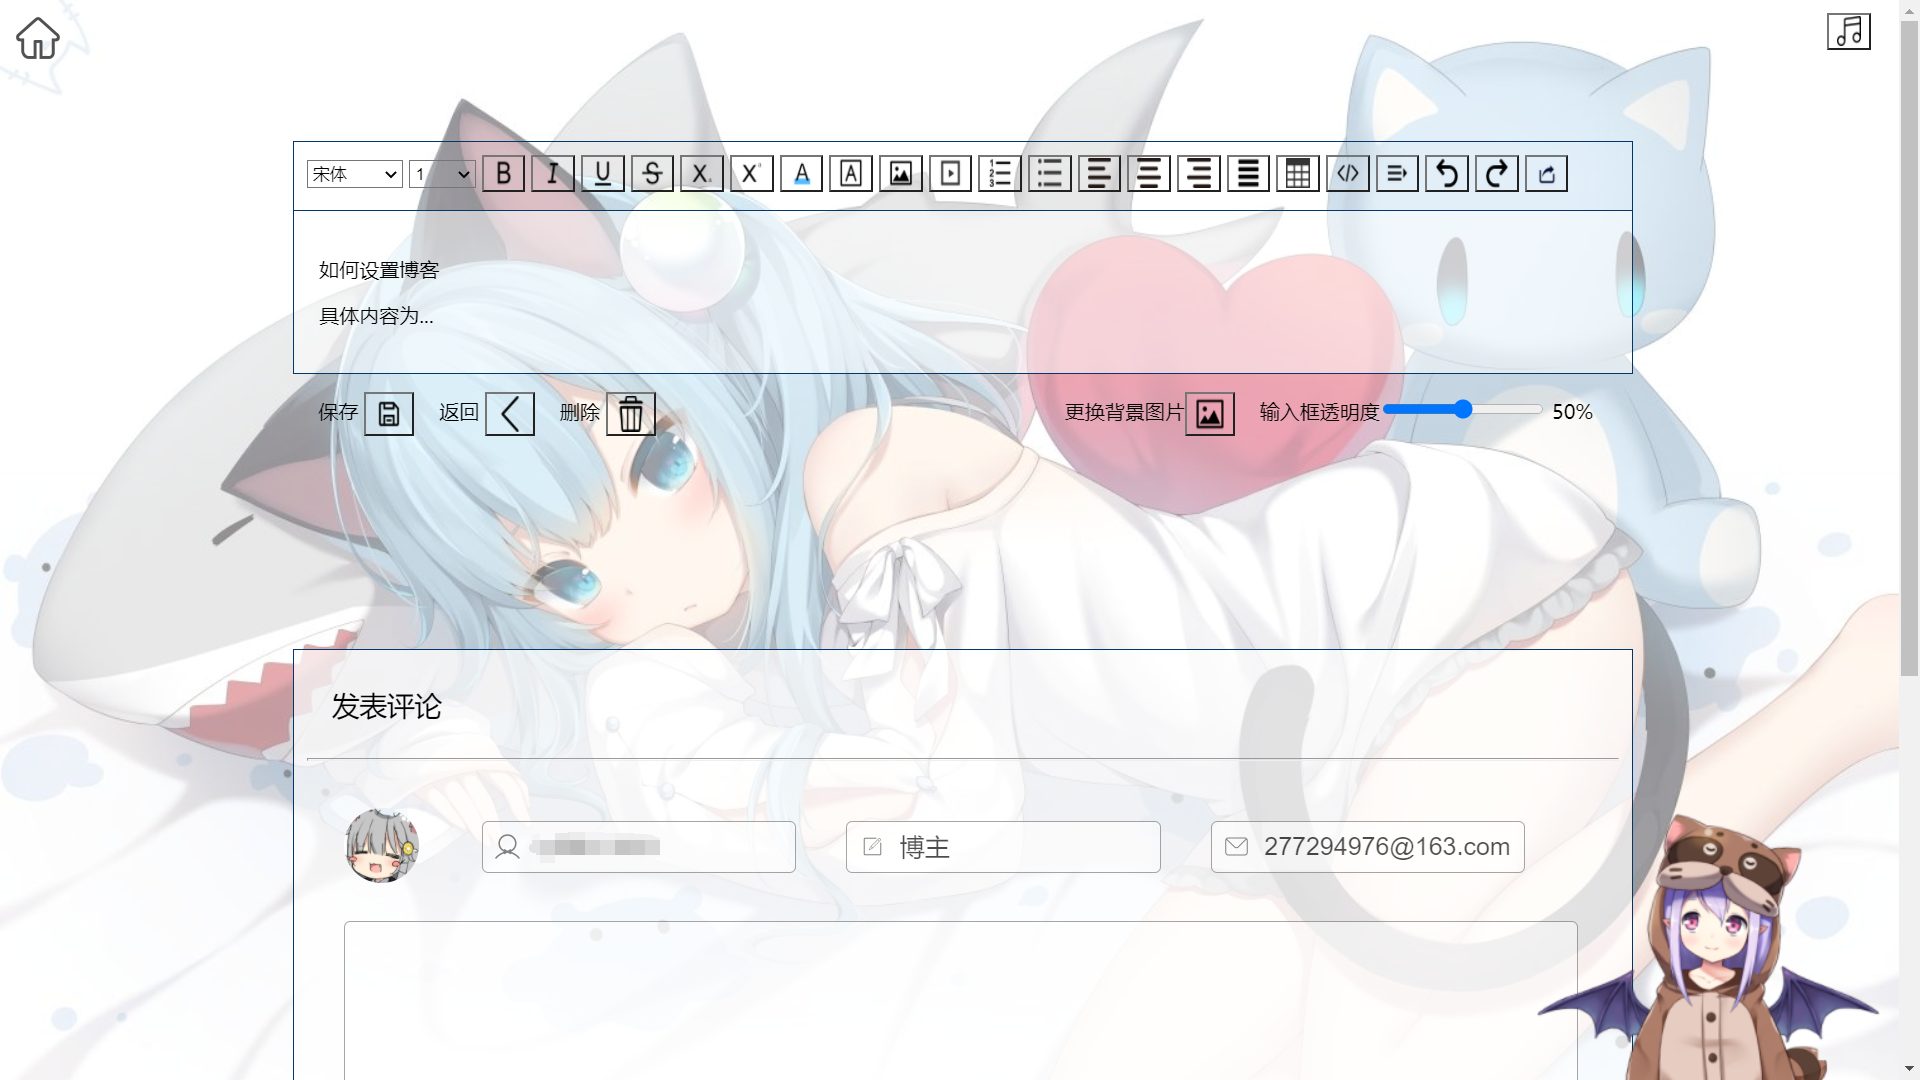 宋体 1 B I U S X. X° A A
如何设置博客
具体内容为...
保存 返回 删除 更换背景图片 输入框透明度 50%
发表评论
博主 277294976@163.com